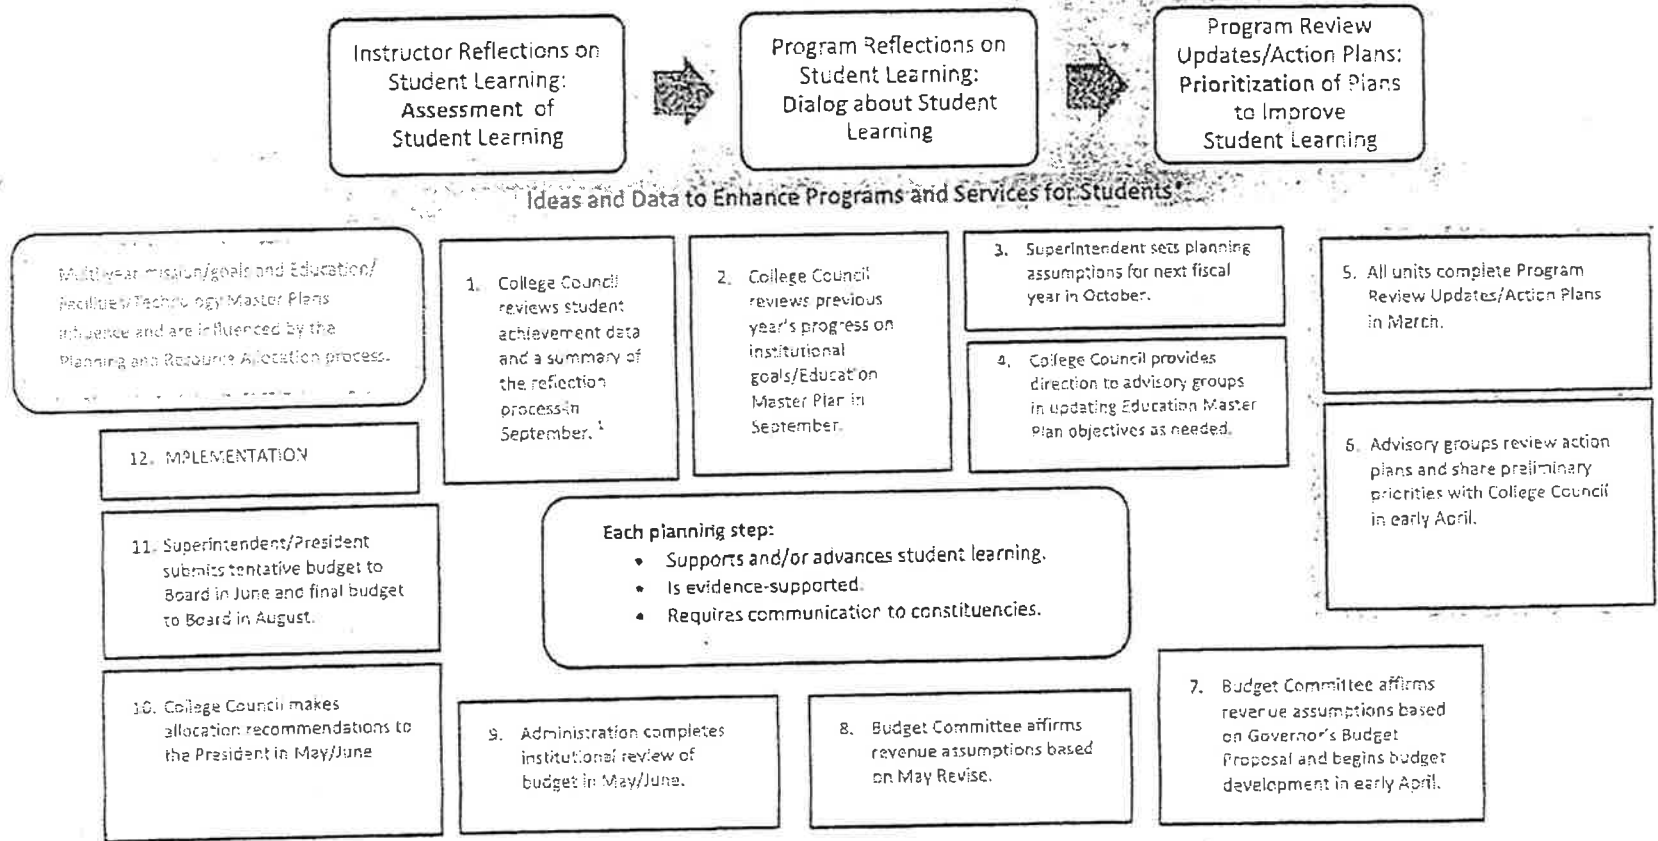 Instructor Reflections on
Student Learning:
Assessment of
Student Learning
Program Reflections on
Student Learning:
Dialog about Student
Learning
Program Review
Updates/Action Plans:
Prioritization of Plans
to Improve
Student Learning
Ideas and Data to Enhance Programs and Services for Students
Multi-year mission/goals and Education/
Facilities/Technology Master Plans
influence and are influenced by the
Planning and Resource Allocation process.
1. College Council
reviews student
achievement data
and a summary of
the reflection
process-in
September. 1
2. College Council
reviews previous
year's progress on
institutional
goals/Education
Master Plan in
September.
3. Superintendent sets planning
assumptions for next fiscal
year in October.
4. College Council provides
direction to advisory groups
in updating Education Master
Plan objectives as needed.
5. All units complete Program
Review Updates/Action Plans
in March.
6. Advisory groups review action
plans and share preliminary
priorities with College Council
in early April.
12. MPLEMENTATION
11. Superintendent/President
submits tentative budget to
Board in June and final budget
to Board in August.
Each planning step:
• Supports and/or advances student learning.
• Is evidence-supported.
• Requires communication to constituencies.
10. College Council makes
allocation recommendations to
the President in May/June
9. Administration completes
institutional review of
budget in May/June.
8. Budget Committee affirms
revenue assumptions based
on May Revise.
7. Budget Committee affirms
revenue assumptions based
on Governor's Budget
Proposal and begins budget
development in early April.